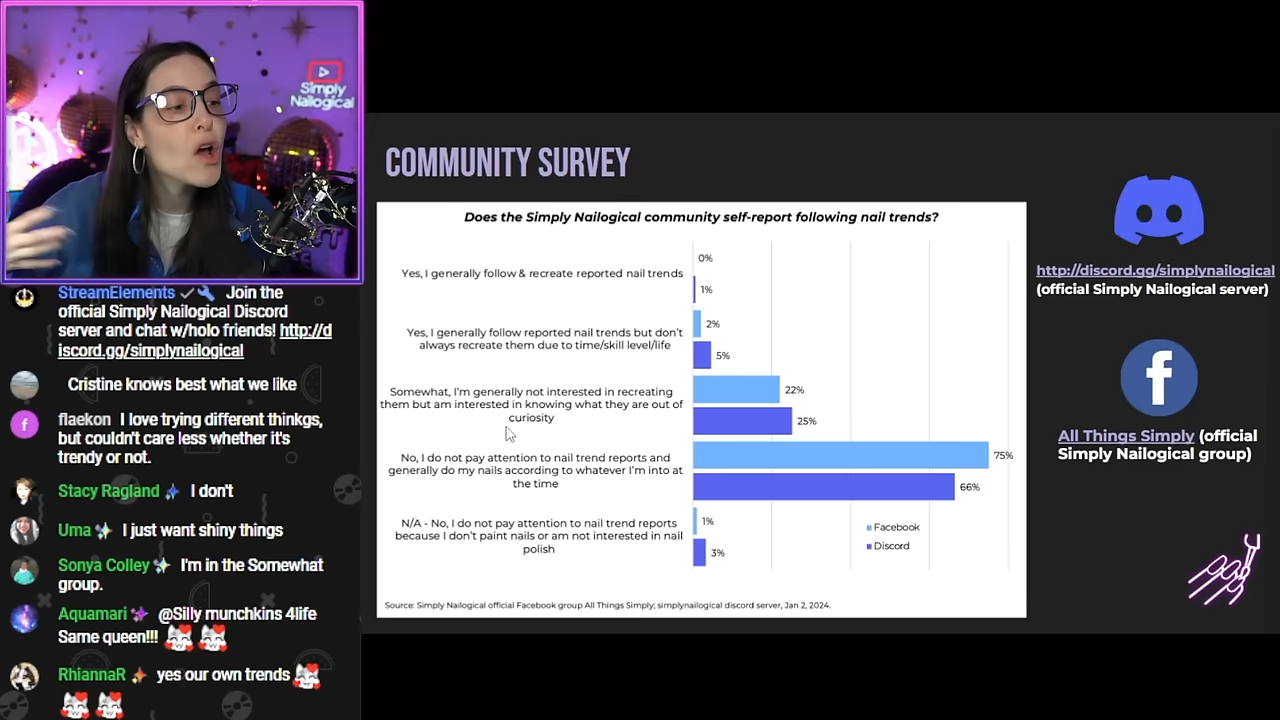 Simply
Nailogical
StreamElements Join the
official Simply Nailogical Discord
server and chat w/holo friends! http://d
iscord.gg/simplynailogical
Cristine knows best what we like
f
flaekon I love trying different thinkgs,
but couldn't care less whether it's
trendy or not.
Stacy Ragland I don't
Uma I just want shiny things
Sonya Colley I'm in the Somewhat
group.
Aquamari @Silly munchkins 4life
Same queen!!!
RhiannaR yes our own trends
COMMUNITY SURVEY
Does the Simply Nailogical community self-report following nail trends?
Yes, I generally follow & recreate reported nail trends
0%
1%
Yes, I generally follow reported nail trends but don't
always recreate them due to time/skill level/life
2%
5%
Somewhat, I'm generally not interested in recreating
them but am interested in knowing what they are out of
curiosity
22%
25%
No, I do not pay attention to nail trend reports and
generally do my nails according to whatever I'm into at
the time
75%
66%
N/A - No, I do not pay attention to nail trend reports
because I don't paint nails or am not interested in nail
polish
1%
3%
Facebook
Discord
Source: Simply Nailogical official Facebook group All Things Simply; simplynailogical discord server, Jan 2, 2024.
http://discord.gg/simplynailogical
(official Simply Nailogical server)
f
All Things Simply (official
Simply Nailogical group)